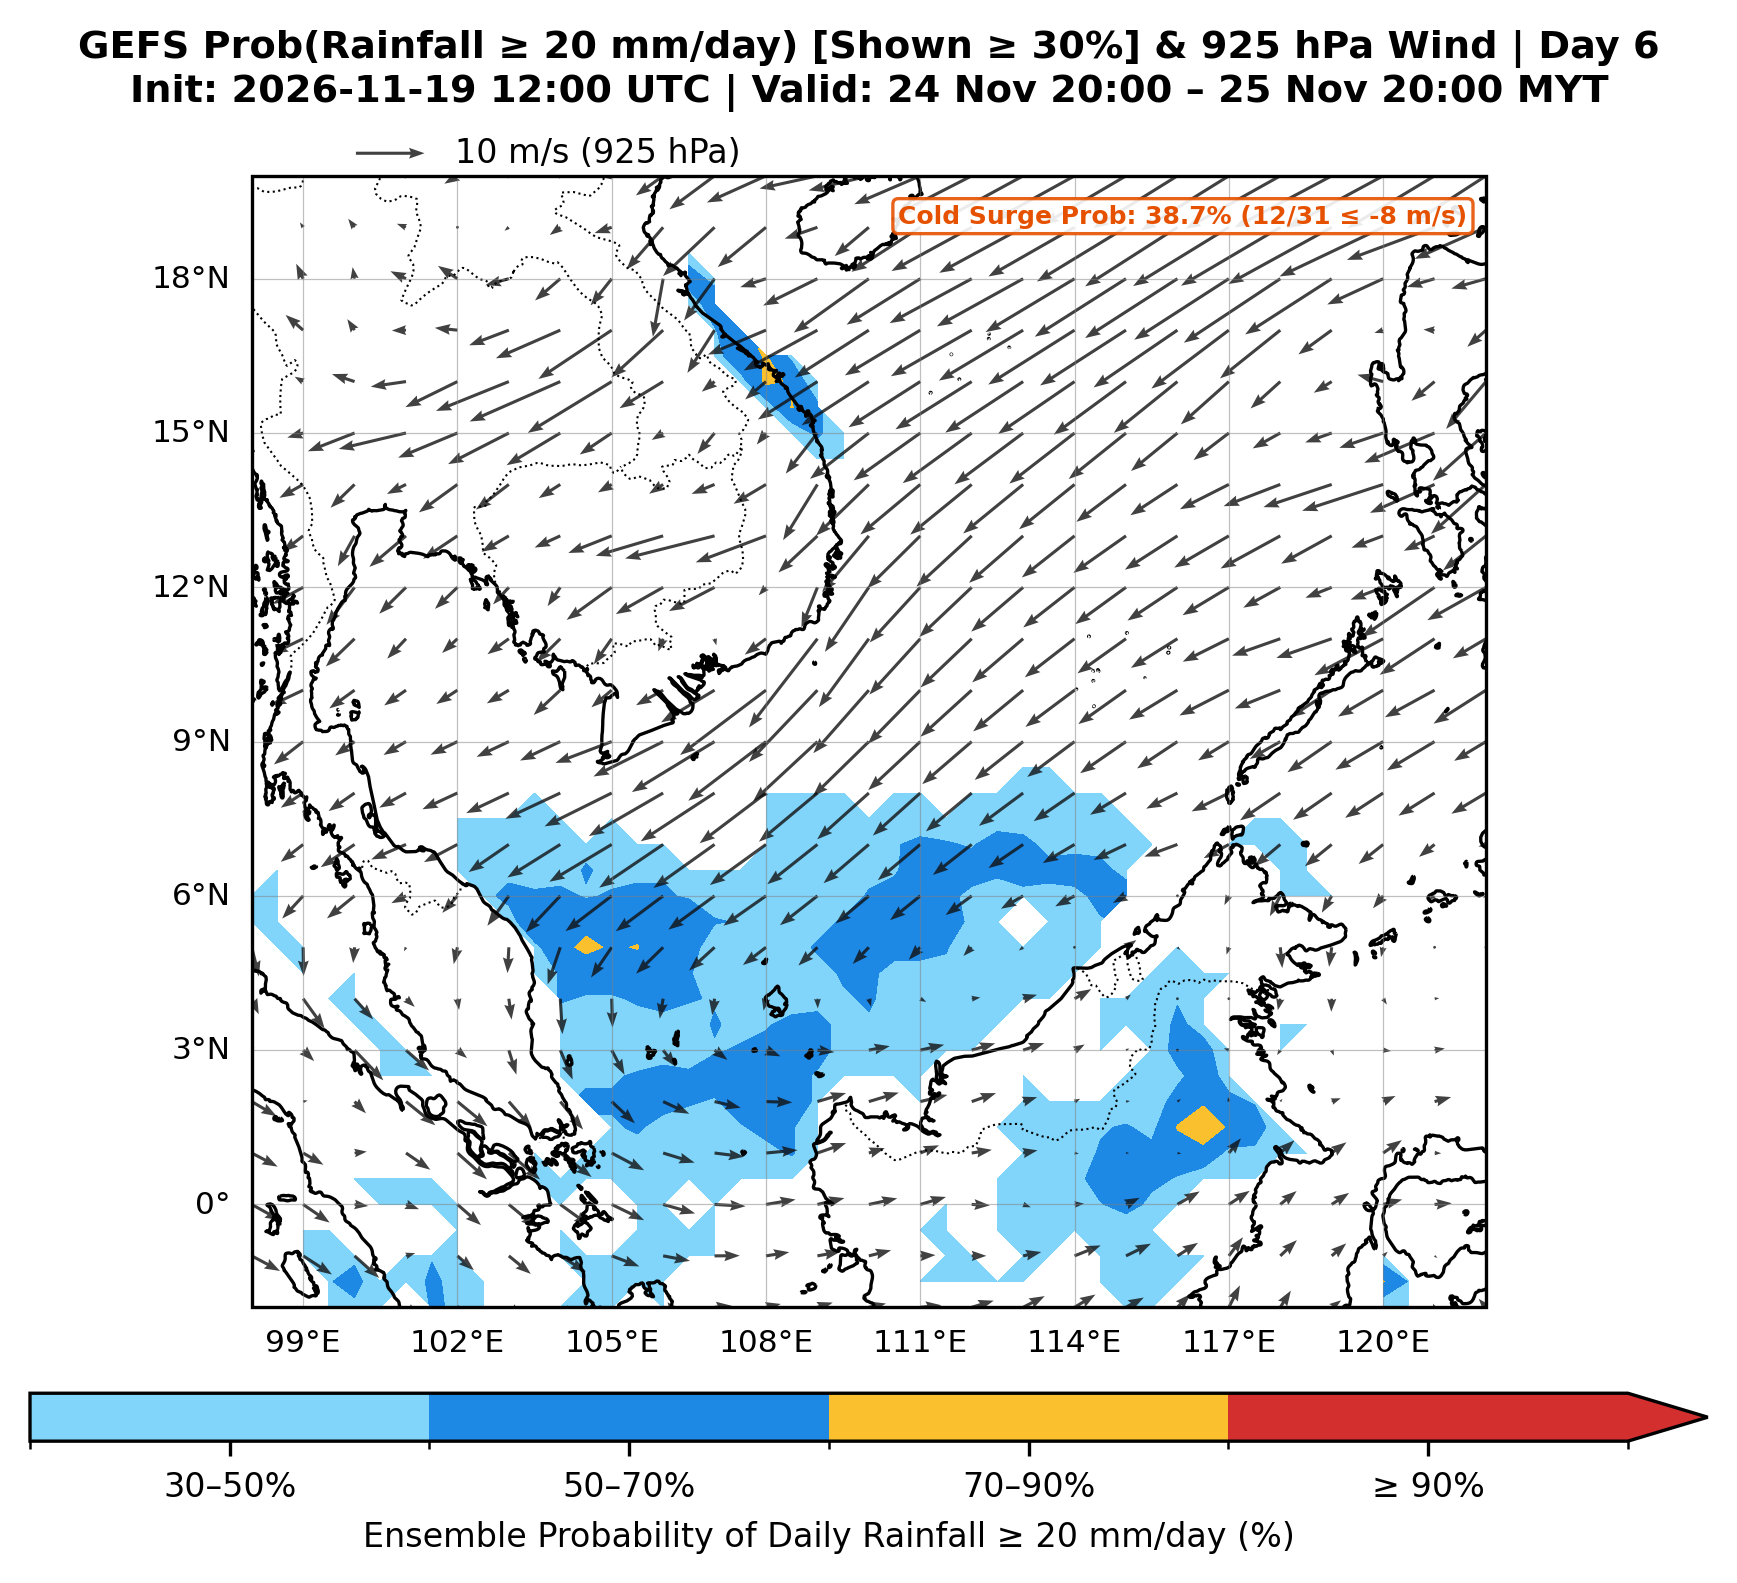 GEFS Prob(Rainfall ≥ 20 mm/day) [Shown ≥ 30%] & 925 hPa Wind | Day 6
Init: 2026-11-19 12:00 UTC | Valid: 24 Nov 20:00 – 25 Nov 20:00 MYT
10 m/s (925 hPa)
Cold Surge Prob: 38.7% (12/31 ≤ -8 m/s)
18°N
15°N
12°N
9°N
6°N
3°N
0°
99°E 102°E 105°E 108°E 111°E 114°E 117°E 120°E
30–50% 50–70% 70–90% ≥ 90%
Ensemble Probability of Daily Rainfall ≥ 20 mm/day (%)